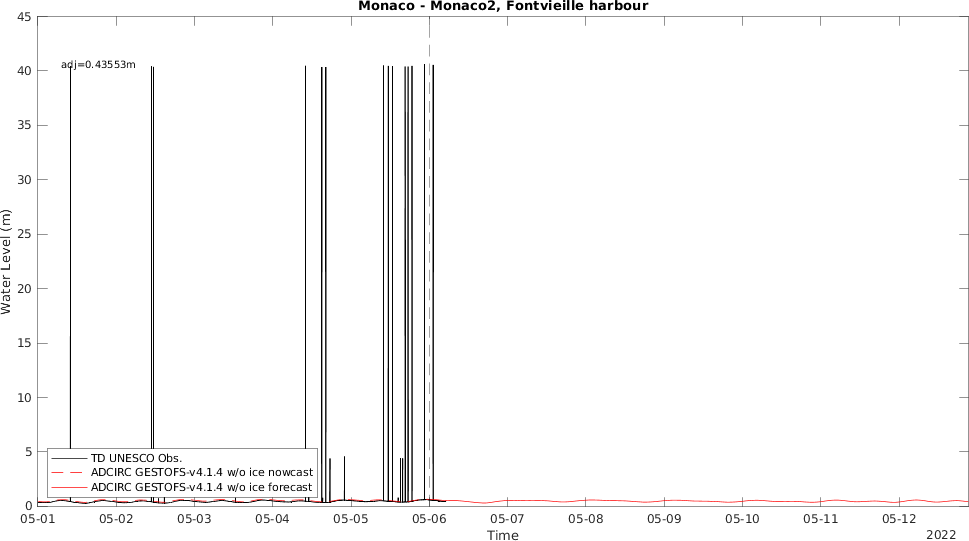 Monaco - Monaco2, Fontvieille harbour
45
40
35
30
25
20
15
10
5
0
Water Level (m)
adj=0.43553m
TD UNESCO Obs.
ADCIRC GESTOFS-v4.1.4 w/o ice nowcast
ADCIRC GESTOFS-v4.1.4 w/o ice forecast
05-01 05-02 05-03 05-04 05-05 05-06 05-07 05-08 05-09 05-10 05-11 05-12
Time
2022